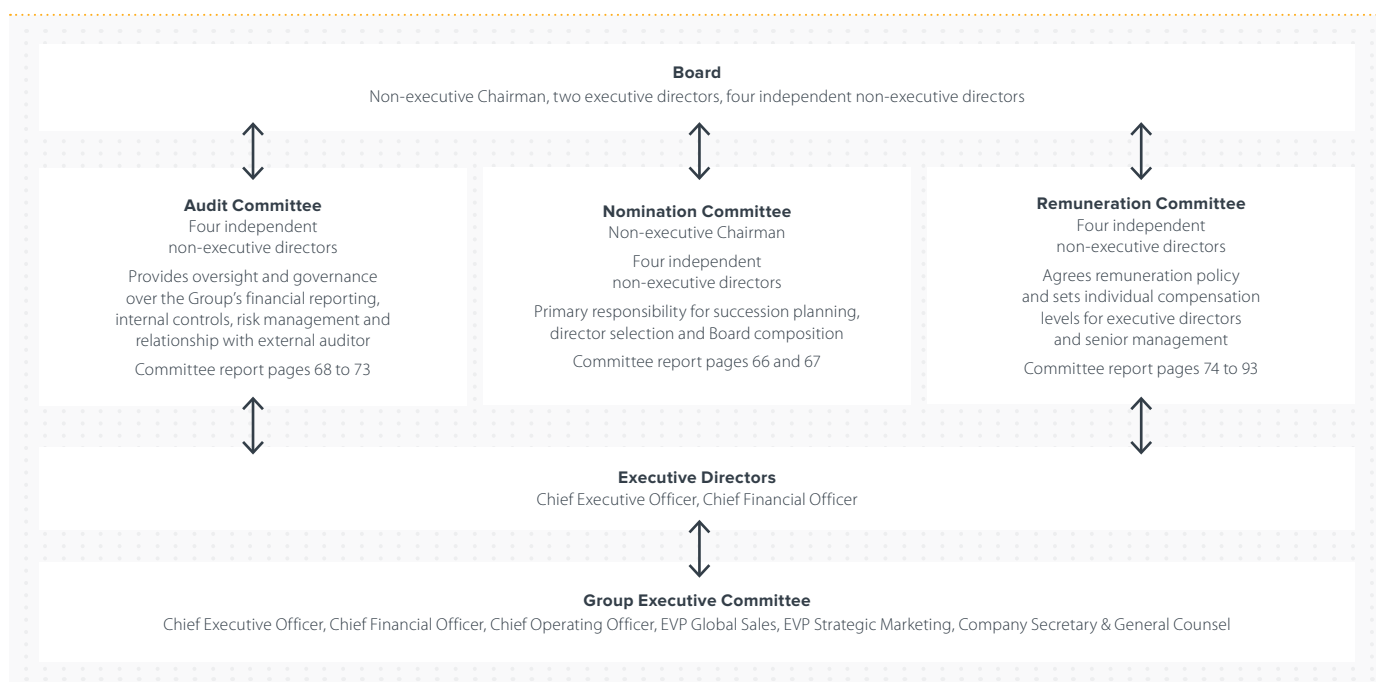 Board
Non-executive Chairman, two executive directors, four independent non-executive directors
Audit Committee
Four independent
non-executive directors
Provides oversight and governance
over the Group's financial reporting,
internal controls, risk management and
relationship with external auditor
Committee report pages 68 to 73
Nomination Committee
Non-executive Chairman
Four independent
non-executive directors
Primary responsibility for succession planning,
director selection and Board composition
Committee report pages 66 and 67
Remuneration Committee
Four independent
non-executive directors
Agrees remuneration policy
and sets individual compensation
levels for executive directors
and senior management
Committee report pages 74 to 93
Executive Directors
Chief Executive Officer, Chief Financial Officer
Group Executive Committee
Chief Executive Officer, Chief Financial Officer, Chief Operating Officer, EVP Global Sales, EVP Strategic Marketing, Company Secretary & General Counsel